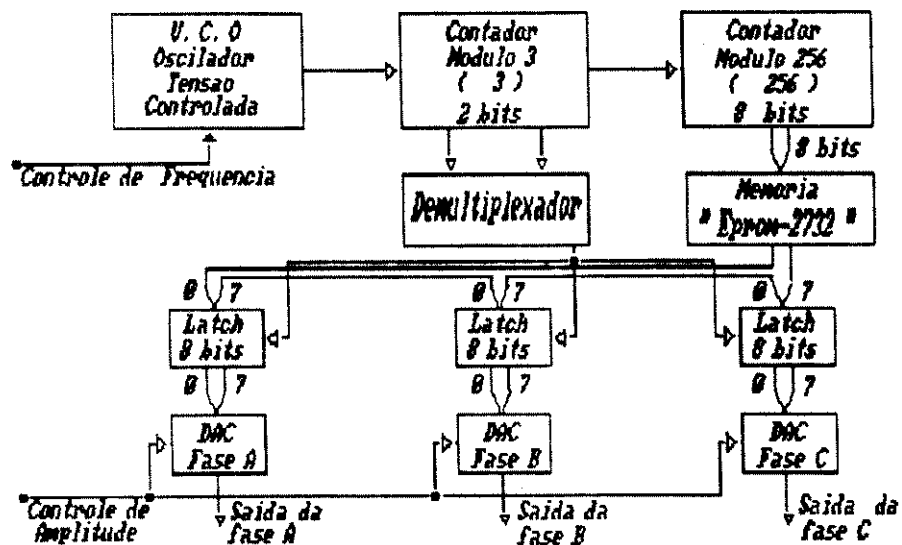 U. C. O
Oscilador
Tensao
Controlada
Contador
Modulo 3
( 3 )
2 bits
Contador
Modulo 256
( 256 )
8 bits
8 bits
Controle de Frequencia
Demultiplexador
Memoria
" Eprom-2732 "
0 7
0 7
0 7
Latch
8 bits
Latch
8 bits
Latch
8 bits
0 7
0 7
0 7
DAC
Fase A
DAC
Fase B
DAC
Fase C
Controle de
Amplitude
Saida da
fase A
Saida da
fase B
Saida da
fase C